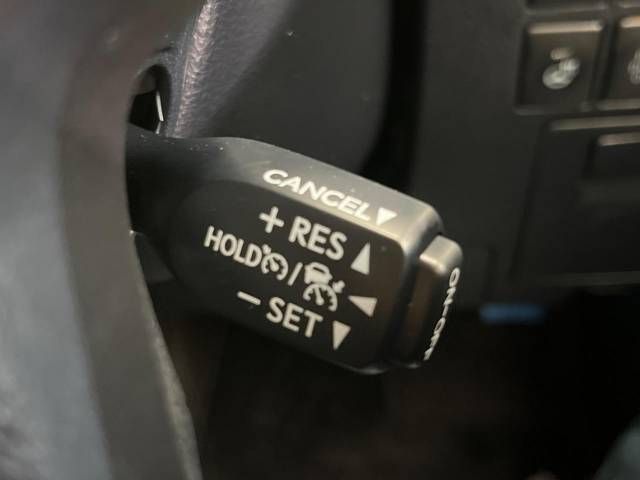 CANCEL▼
+ RES ▲
HOLD /
− SET ▼
ON-OFF